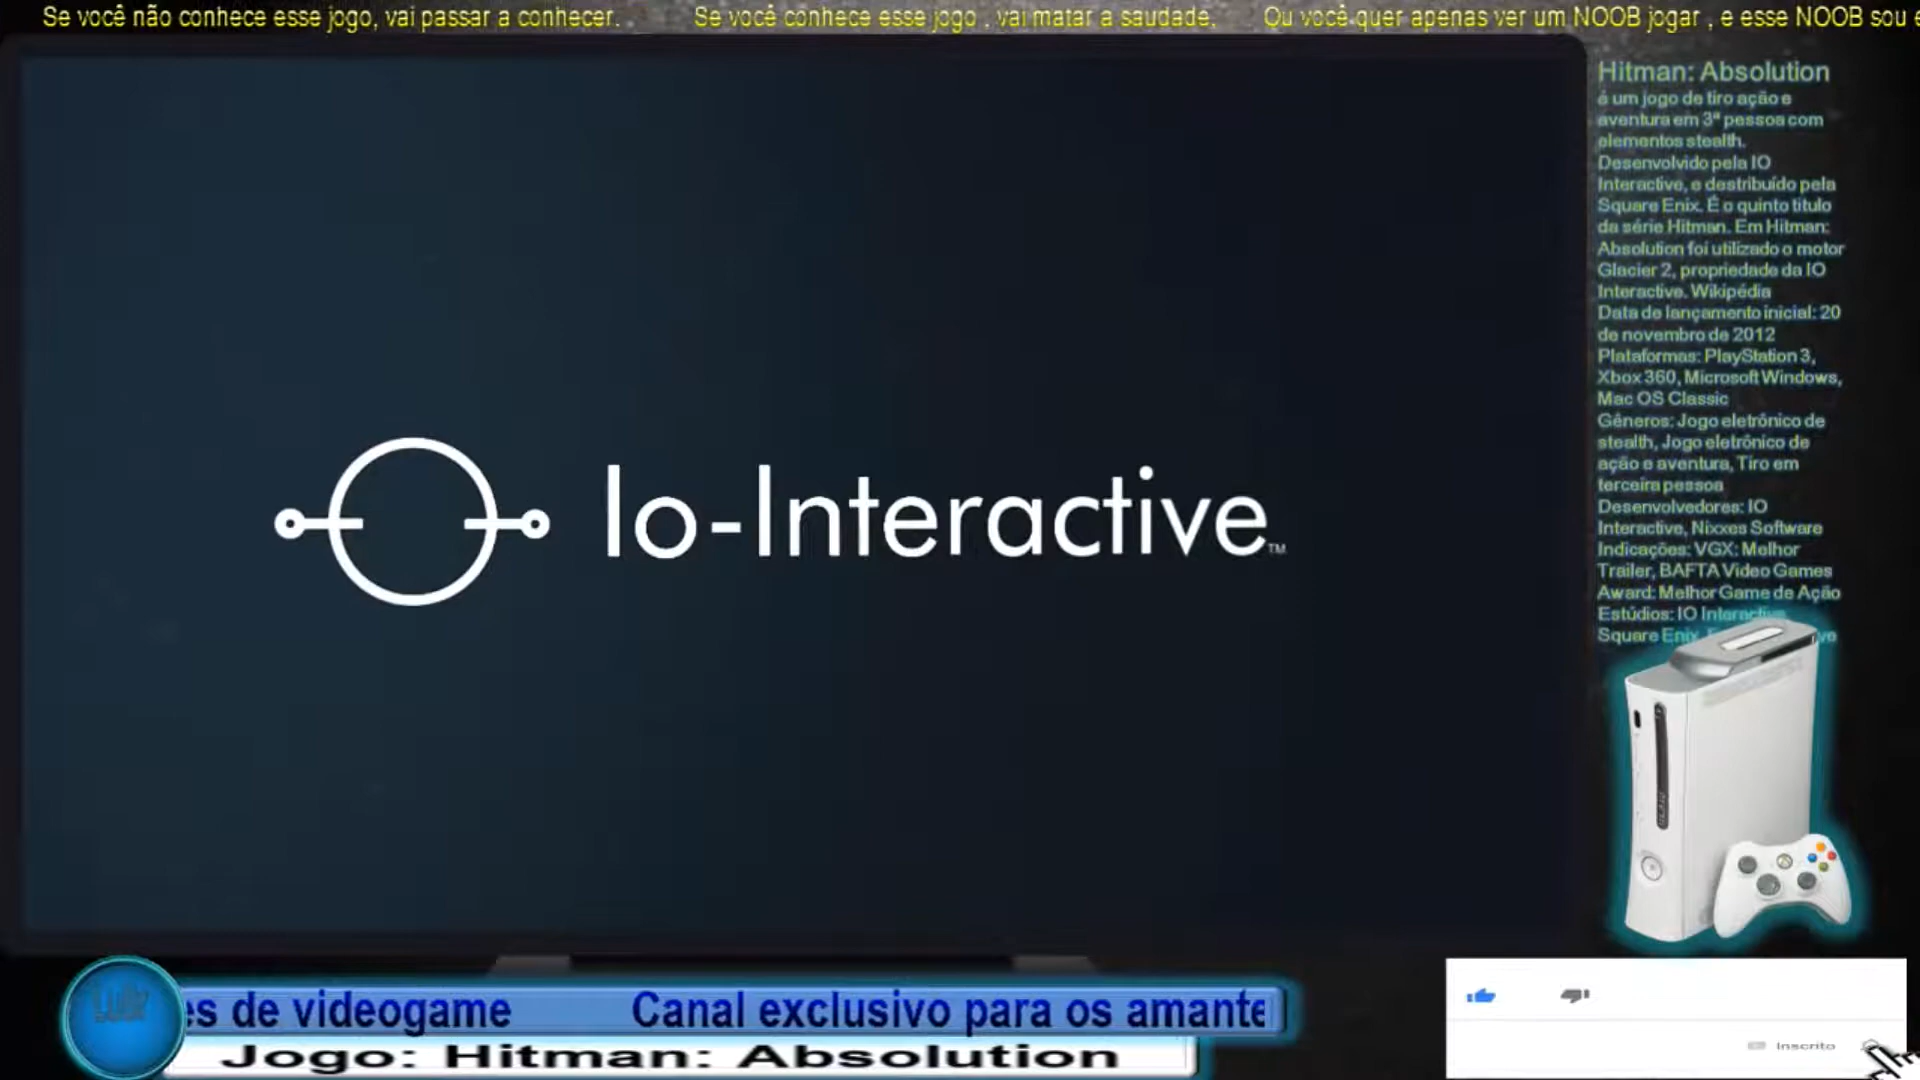 Se você não conhece esse jogo, vai passar a conhecer. Se você conhece esse jogo , vai matar a saudade. Ou você quer apenas ver um NOOB jogar , e esse NOOB sou
Hitman: Absolution
é um jogo de tiro ação e
aventura em 3ª pessoa com
elementos stealth.
Desenvolvido pela IO
Interactive, e destribuído pela
Square Enix. É o quinto título
da série Hitman. Em Hitman:
Absolution foi utilizado o motor
Glacier 2, propriedade da IO
Interactive. Wikipédia
Data de lançamento inicial: 20
de novembro de 2012
Plataformas: PlayStation 3,
Xbox 360, Microsoft Windows,
Mac OS Classic
Gêneros: Jogo eletrônico de
stealth, Jogo eletrônico de
ação e aventura, Tiro em
terceira pessoa
Desenvolvedores: IO
Interactive, Nixxes Software
Indicações: VGX: Melhor
Trailer, BAFTA Video Games
Award: Melhor Game de Ação
Estúdios: IO Interactive
Square Enix
Io-Interactive™
es de videogame Canal exclusivo para os amante
Jogo: Hitman: Absolution
Inscrito